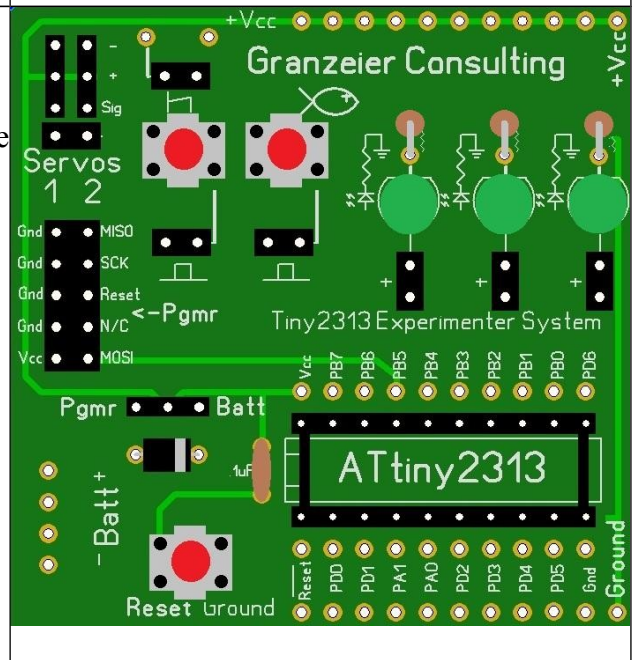 +Vcc
+Vcc
Granzeier Consulting
-
+
Sig
-
Servos
1 2
Gnd MISO
Gnd SCK
Gnd Reset
Gnd N/C
Vcc MOSI
<-Pgmr
+ + +
Tiny2313 Experimenter System
Vcc PB7 PB6 PB5 PB4 PB3 PB2 PB1 PB0 PD6
Pgmr Batt
1uF
ATtiny2313
-Batt+
Reset Ground
Reset PD0 PD1 PA1 PA0 PD2 PD3 PD4 PD5 Gnd
Ground
e